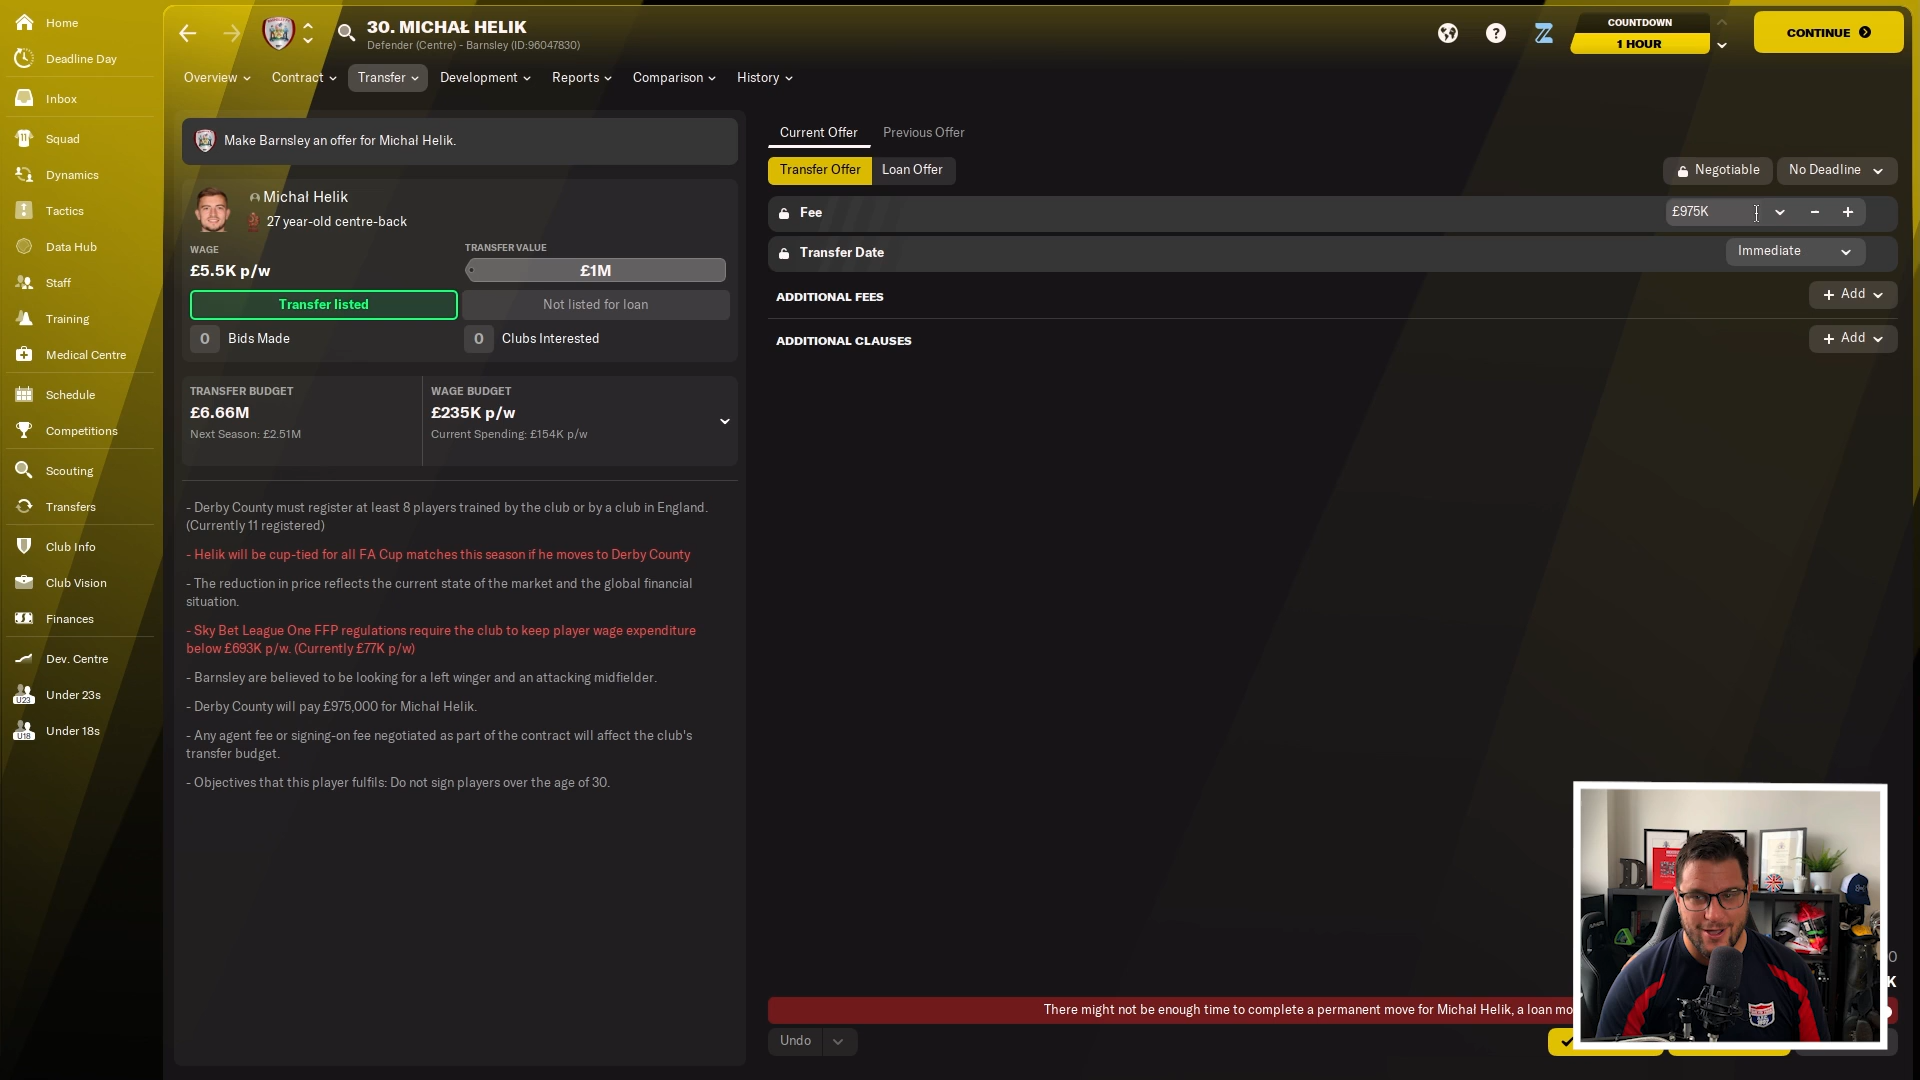 Home
Deadline Day
Inbox
Squad
Dynamics
Tactics
Data Hub
Staff
Training
Medical Centre
Schedule
Competitions
Scouting
Transfers
Club Info
Club Vision
Finances
Dev. Centre
U23
Under 23s
U18
Under 18s
30. MICHAŁ HELIK
Defender (Centre) - Barnsley (ID:96047830)
COUNTDOWN
1 HOUR
CONTINUE
Overview
Contract
Transfer
Development
Reports
Comparison
History
Make Barnsley an offer for Michał Helik.
Michał Helik
27 year-old centre-back
WAGE
£5.5K p/w
TRANSFER VALUE
£1M
Transfer listed
Not listed for loan
0 Bids Made
0 Clubs Interested
TRANSFER BUDGET
£6.66M
Next Season: £2.51M
WAGE BUDGET
£235K p/w
Current Spending: £154K p/w
- Derby County must register at least 8 players trained by the club or by a club in England.
(Currently 11 registered)
- Helik will be cup-tied for all FA Cup matches this season if he moves to Derby County
- The reduction in price reflects the current state of the market and the global financial
situation.
- Sky Bet League One FFP regulations require the club to keep player wage expenditure
below £693K p/w. (Currently £77K p/w)
- Barnsley are believed to be looking for a left winger and an attacking midfielder.
- Derby County will pay £975,000 for Michał Helik.
- Any agent fee or signing-on fee negotiated as part of the contract will affect the club's
transfer budget.
- Objectives that this player fulfils: Do not sign players over the age of 30.
Current Offer
Previous Offer
Transfer Offer
Loan Offer
Negotiable
No Deadline
Fee
£975K
Transfer Date
Immediate
ADDITIONAL FEES
+ Add
ADDITIONAL CLAUSES
+ Add
There might not be enough time to complete a permanent move for Michał Helik, a loan mo
Undo
0
K
D